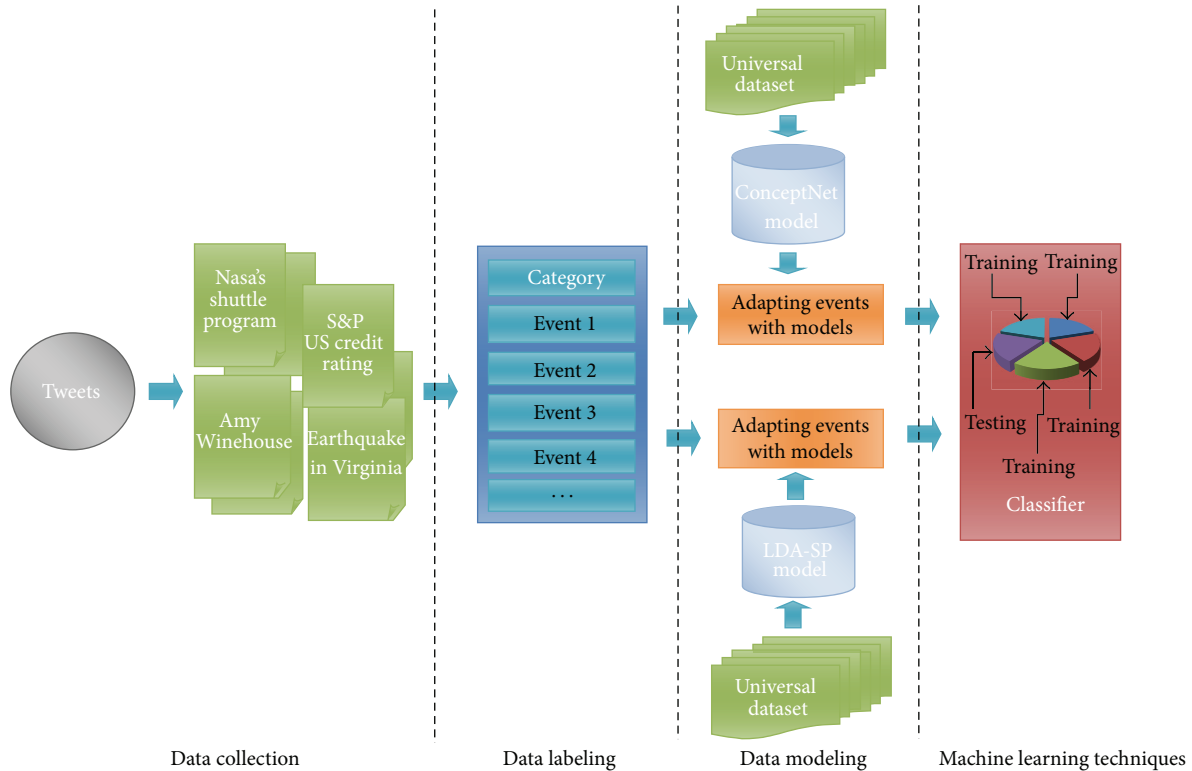 Tweets
Nasa's
shuttle
program
S&P
US credit
rating
Amy
Winehouse
Earthquake
in Virginia
Category
Event 1
Event 2
Event 3
Event 4
...
Universal
dataset
ConceptNet
model
Adapting events
with models
Adapting events
with models
LDA-SP
model
Universal
dataset
Training
Training
Testing
Training
Training
Classifier
Data collection
Data labeling
Data modeling
Machine learning techniques